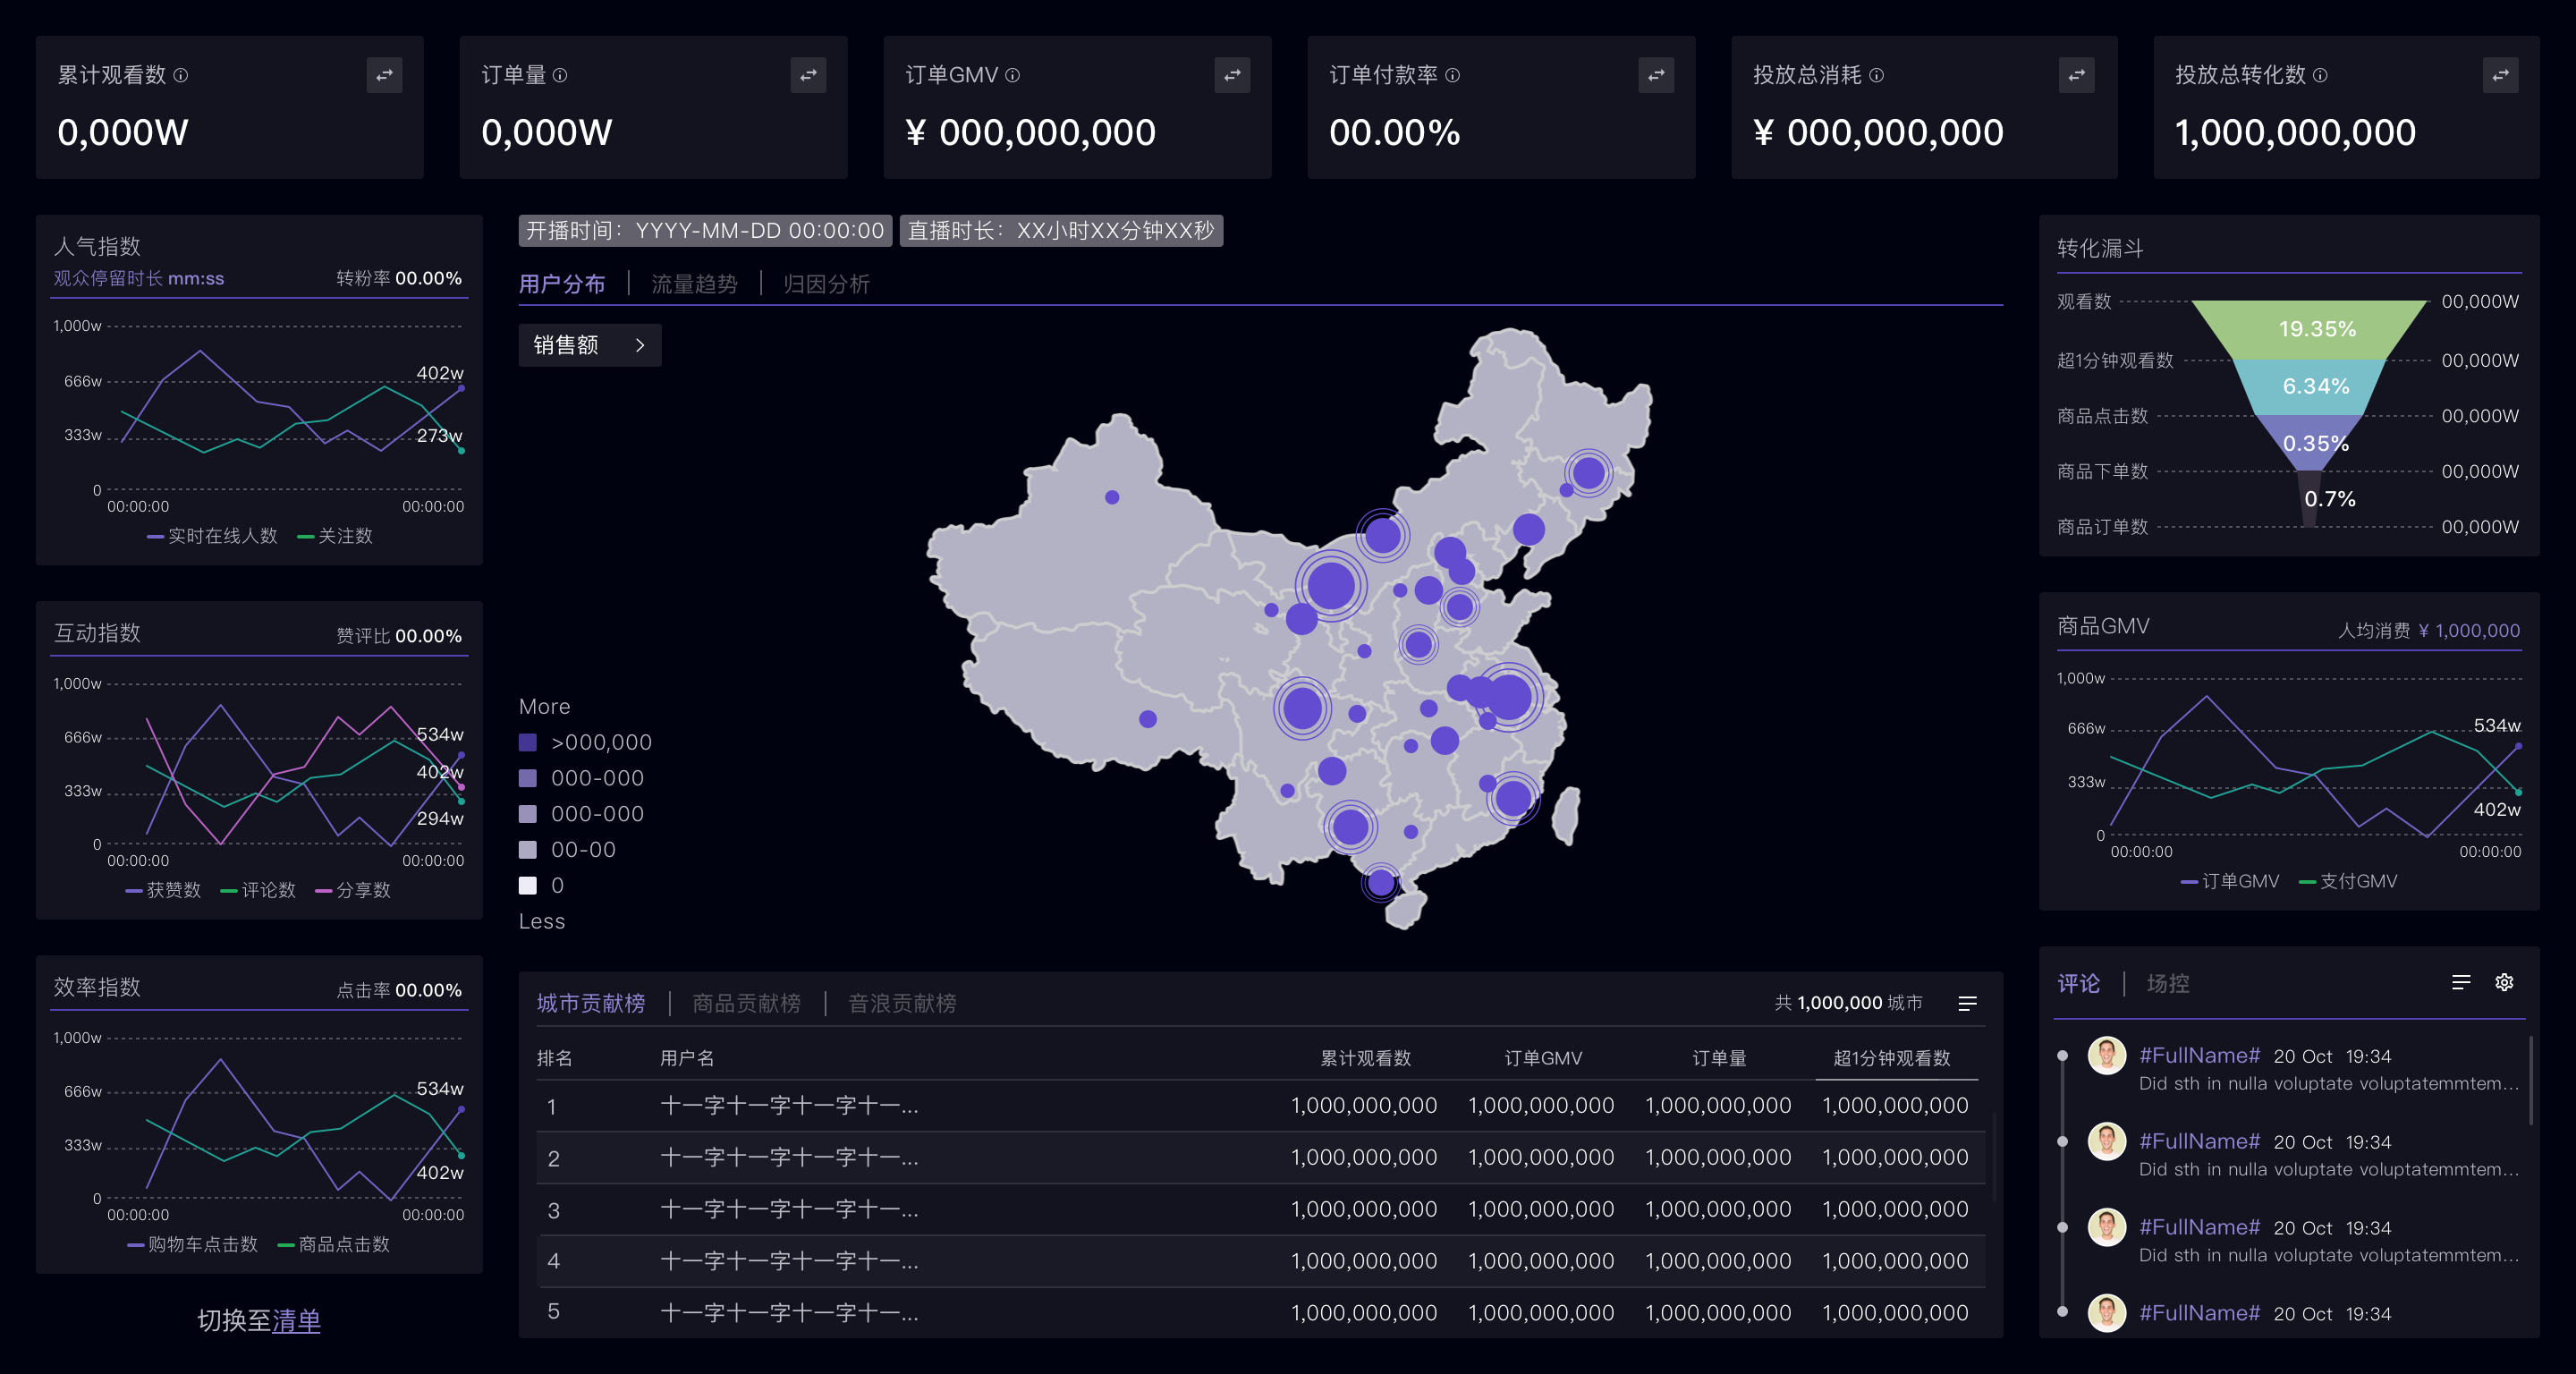 累计观看数
0,000W
订单量
0,000W
订单GMV
¥ 000,000,000
订单付款率
00.00%
投放总消耗
¥ 000,000,000
投放总转化数
1,000,000,000
人气指数
观众停留时长 mm:ss
转粉率 00.00%
1,000w
666w
333w
0
402w
273w
00:00:00
00:00:00
实时在线人数
关注数
互动指数
赞评比 00.00%
1,000w
666w
333w
0
534w
402w
294w
00:00:00
00:00:00
获赞数
评论数
分享数
效率指数
点击率 00.00%
1,000w
666w
333w
0
534w
402w
00:00:00
00:00:00
购物车点击数
商品点击数
切换至清单
开播时间：YYYY-MM-DD 00:00:00
直播时长：XX小时XX分钟XX秒
用户分布
流量趋势
归因分析
销售额
More
>000,000
000-000
000-000
00-00
0
Less
城市贡献榜
商品贡献榜
音浪贡献榜
共 1,000,000 城市
排名 用户名 累计观看数 订单GMV 订单量 超1分钟观看数
1 十一字十一字十一字十一... 1,000,000,000 1,000,000,000 1,000,000,000 1,000,000,000
2 十一字十一字十一字十一... 1,000,000,000 1,000,000,000 1,000,000,000 1,000,000,000
3 十一字十一字十一字十一... 1,000,000,000 1,000,000,000 1,000,000,000 1,000,000,000
4 十一字十一字十一字十一... 1,000,000,000 1,000,000,000 1,000,000,000 1,000,000,000
5 十一字十一字十一字十一... 1,000,000,000 1,000,000,000 1,000,000,000 1,000,000,000
转化漏斗
观看数 00,000W
19.35%
超1分钟观看数 00,000W
6.34%
商品点击数 00,000W
0.35%
商品下单数 00,000W
0.7%
商品订单数 00,000W
商品GMV
人均消费 ¥ 1,000,000
1,000w
666w
333w
0
534w
402w
00:00:00
00:00:00
订单GMV
支付GMV
评论
场控
#FullName# 20 Oct 19:34
Did sth in nulla voluptate voluptatemmtem...
#FullName# 20 Oct 19:34
Did sth in nulla voluptate voluptatemmtem...
#FullName# 20 Oct 19:34
Did sth in nulla voluptate voluptatemmtem...
#FullName# 20 Oct 19:34